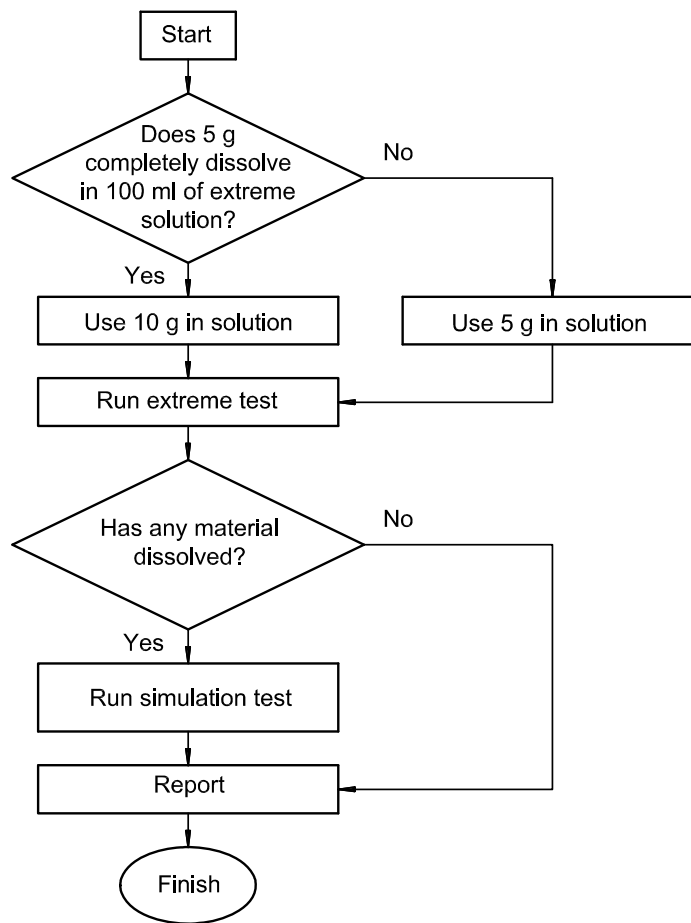 Start
Does 5 g
completely dissolve
in 100 ml of extreme
solution?
No
Yes
Use 10 g in solution
Use 5 g in solution
Run extreme test
Has any material
dissolved?
No
Yes
Run simulation test
Report
Finish